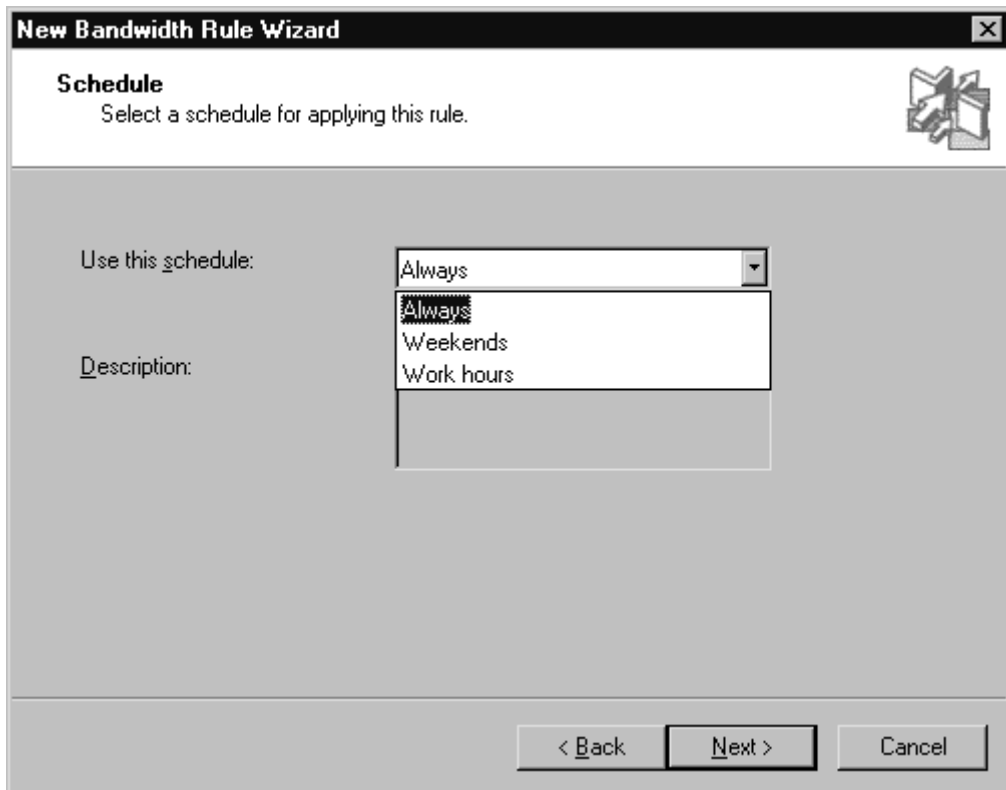 New Bandwidth Rule Wizard
Schedule
Select a schedule for applying this rule.
Use this schedule:
Always
Always
Weekends
Work hours
Description:
< Back
Next >
Cancel